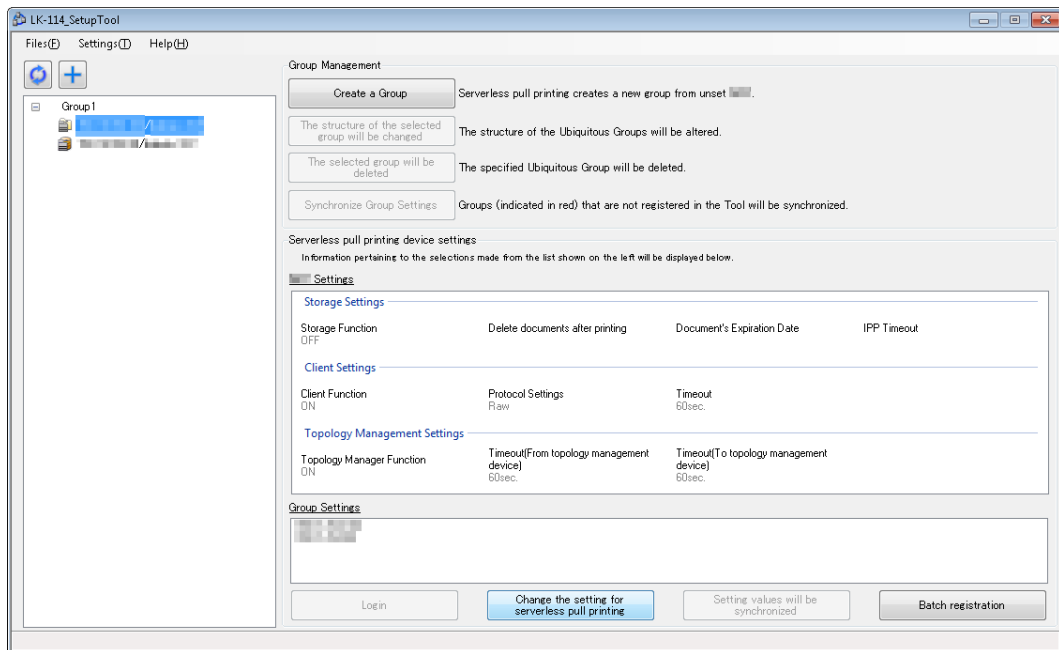 LK-114_SetupTool
Files(F) Settings(T) Help(H)
Group1
/
/
Group Management
Create a Group
Serverless pull printing creates a new group from unset .
The structure of the selected
group will be changed
The structure of the Ubiquitous Groups will be altered.
The selected group will be
deleted
The specified Ubiquitous Group will be deleted.
Synchronize Group Settings
Groups (indicated in red) that are not registered in the Tool will be synchronized.
Serverless pull printing device settings
Information pertaining to the selections made from the list shown on the left will be displayed below.
Settings
Storage Settings
Storage Function Delete documents after printing Document's Expiration Date IPP Timeout
OFF
Client Settings
Client Function Protocol Settings Timeout
ON Raw 60sec.
Topology Management Settings
Topology Manager Function
ON
Timeout(From topology management
device)
60sec.
Timeout(To topology management
device)
60sec.
Group Settings
Login
Change the setting for
serverless pull printing
Setting values will be
synchronized
Batch registration